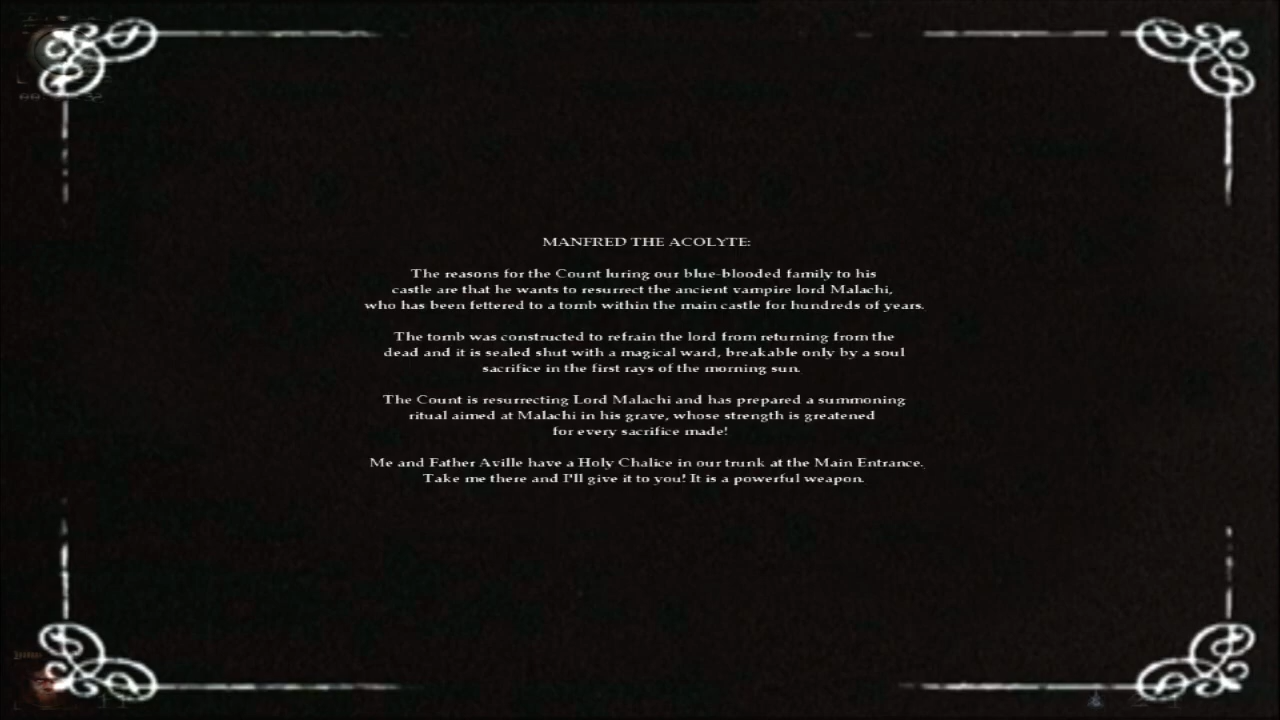 MANFRED THE ACOLYTE:
The reasons for the Count luring our blue-blooded family to his
castle are that he wants to resurrect the ancient vampire lord Malachi,
who has been fettered to a tomb within the main castle for hundreds of years.
The tomb was constructed to refrain the lord from returning from the
dead and it is sealed shut with a magical ward, breakable only by a soul
sacrifice in the first rays of the morning sun.
The Count is resurrecting Lord Malachi and has prepared a summoning
ritual aimed at Malachi in his grave, whose strength is greatened
for every sacrifice made!
Me and Father Aville have a Holy Chalice in our trunk at the Main Entrance.
Take me there and I'll give it to you! It is a powerful weapon.